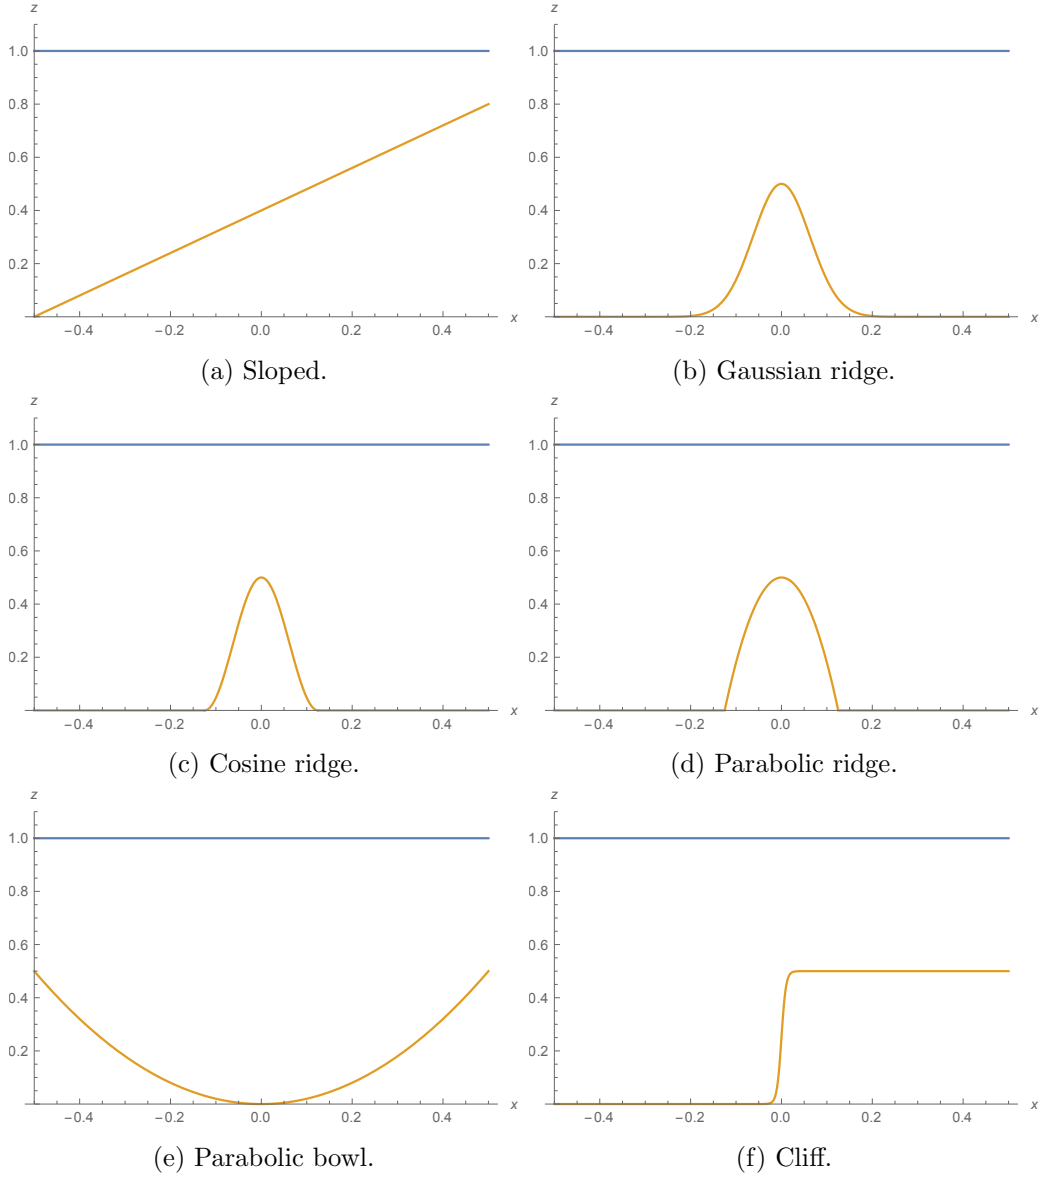 z
z
1.0
1.0
0.8
0.8
0.6
0.6
0.4
0.4
0.2
0.2
−0.4 −0.2 0.0 0.2 0.4 x
−0.4 −0.2 0.0 0.2 0.4 x
(a) Sloped.
(b) Gaussian ridge.
z
z
1.0
1.0
0.8
0.8
0.6
0.6
0.4
0.4
0.2
0.2
−0.4 −0.2 0.0 0.2 0.4 x
−0.4 −0.2 0.0 0.2 0.4 x
(c) Cosine ridge.
(d) Parabolic ridge.
z
z
1.0
1.0
0.8
0.8
0.6
0.6
0.4
0.4
0.2
0.2
−0.4 −0.2 0.0 0.2 0.4 x
−0.4 −0.2 0.0 0.2 0.4 x
(e) Parabolic bowl.
(f) Cliff.